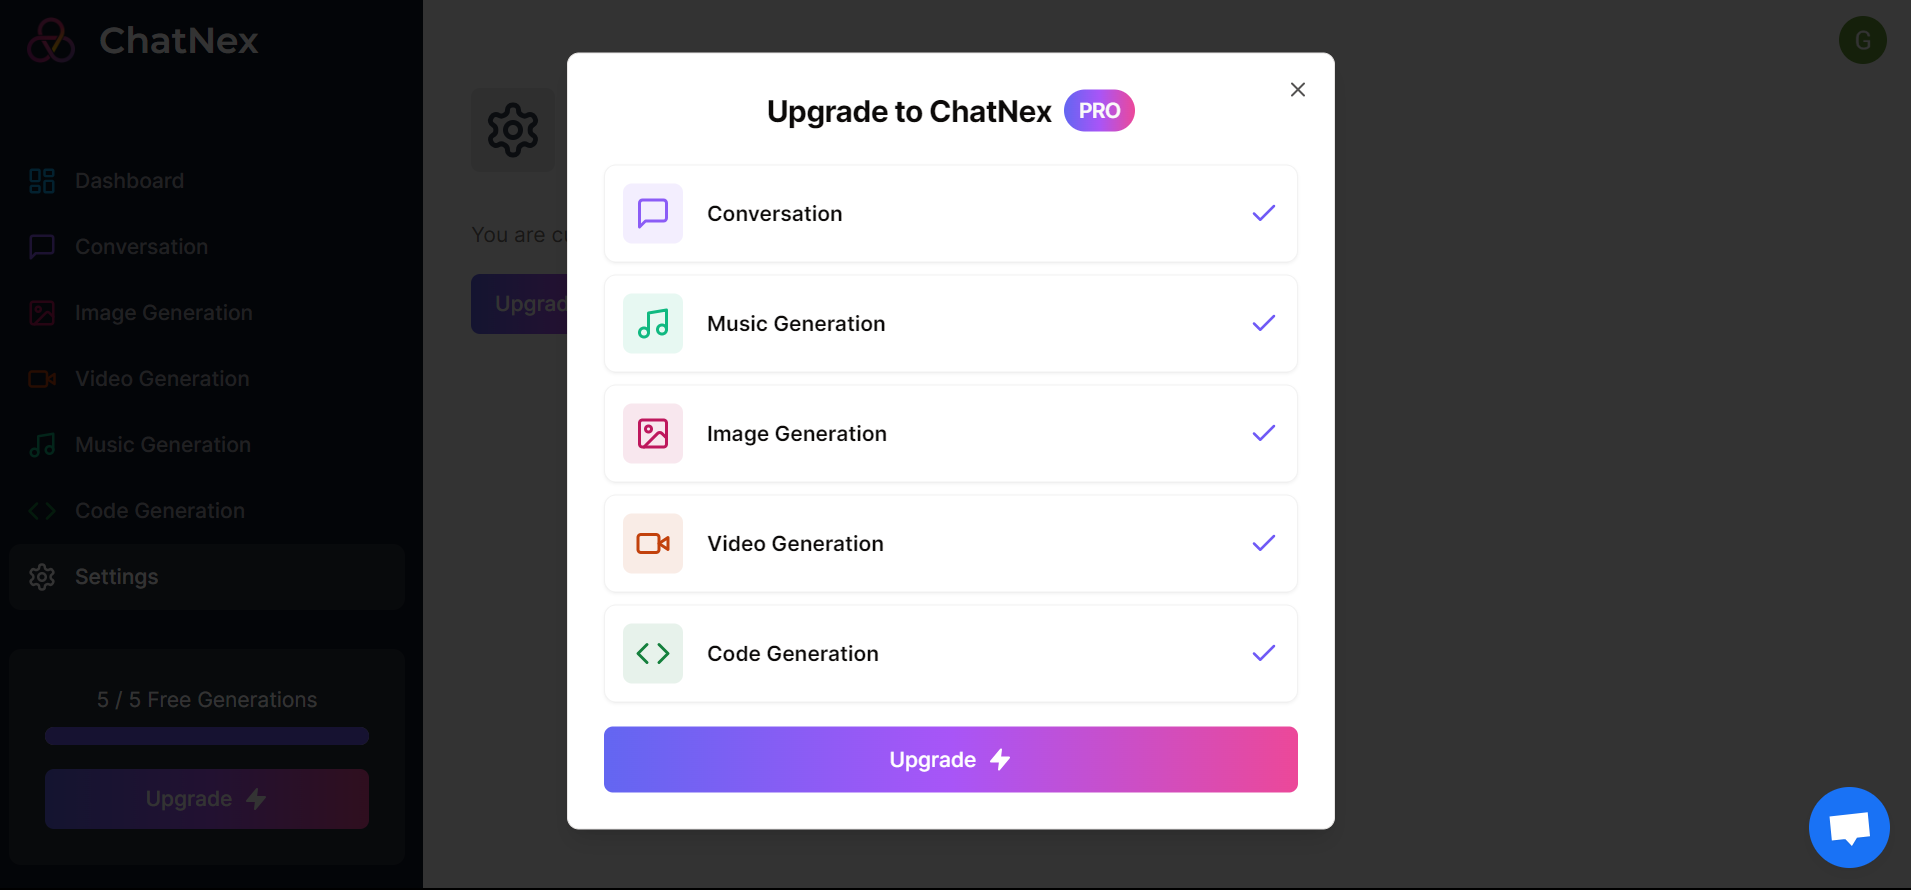 ChatNex
Dashboard
Conversation
Image Generation
Video Generation
Music Generation
Code Generation
Settings
5 / 5 Free Generations
Upgrade
G
You are
Upgrad
Upgrade to ChatNex PRO
Conversation
Music Generation
Image Generation
Video Generation
Code Generation
Upgrade